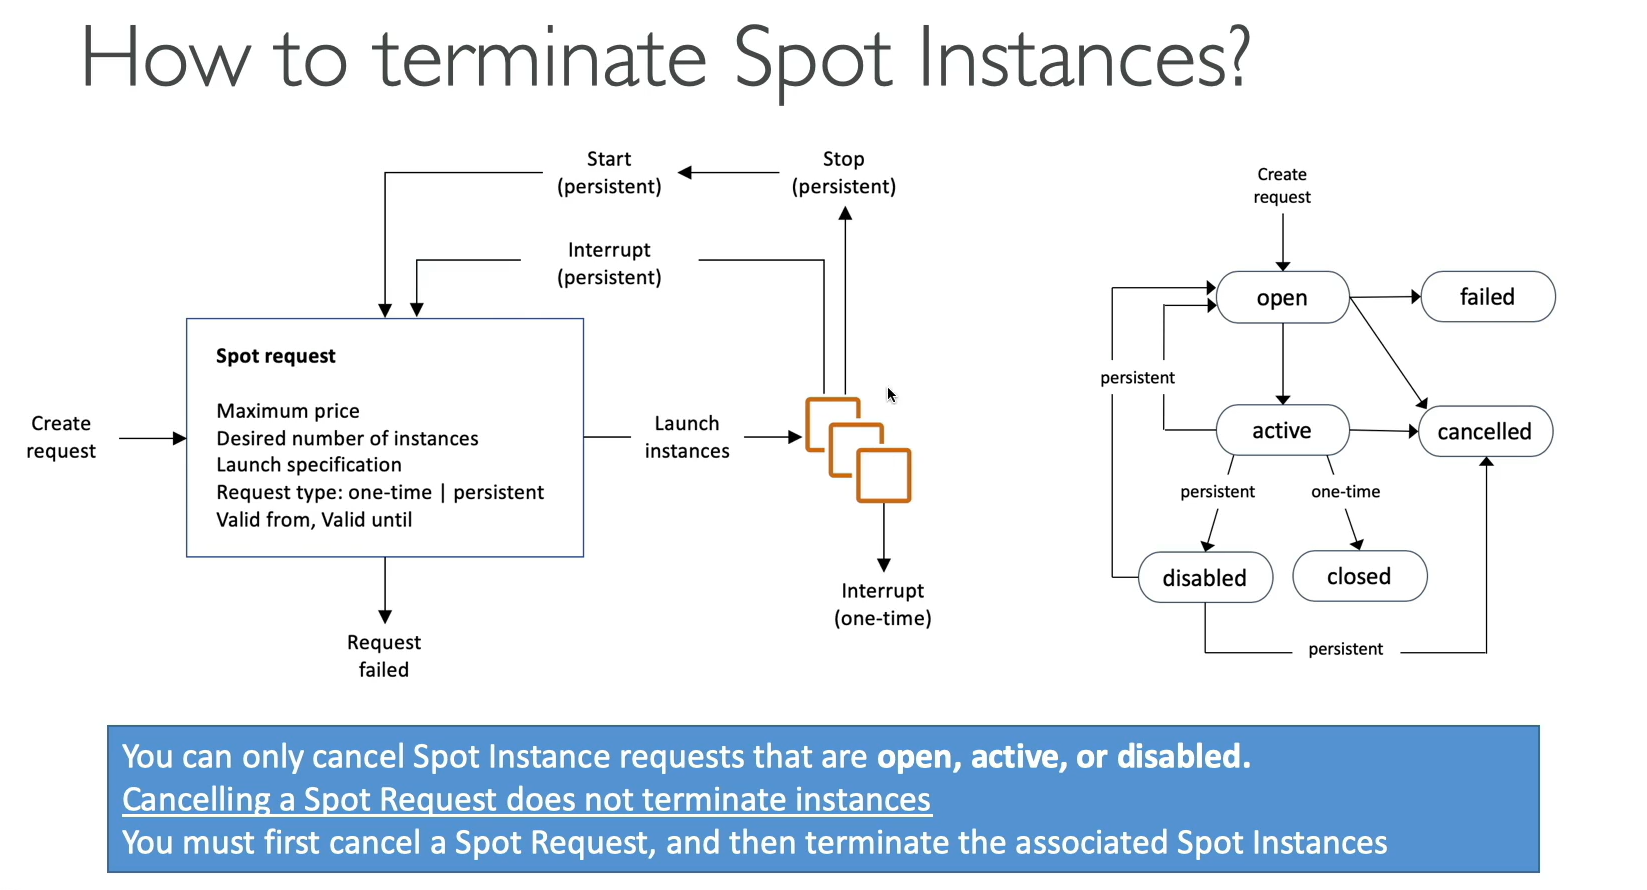 How to terminate Spot Instances?
Start
(persistent)
Stop
(persistent)
Interrupt
(persistent)
Create
request
Spot request
Maximum price
Desired number of instances
Launch specification
Request type: one-time | persistent
Valid from, Valid until
Launch
instances
Interrupt
(one-time)
Request
failed
Create
request
open
failed
persistent
active
cancelled
persistent
one-time
disabled
closed
persistent
You can only cancel Spot Instance requests that are open, active, or disabled.
Cancelling a Spot Request does not terminate instances
You must first cancel a Spot Request, and then terminate the associated Spot Instances